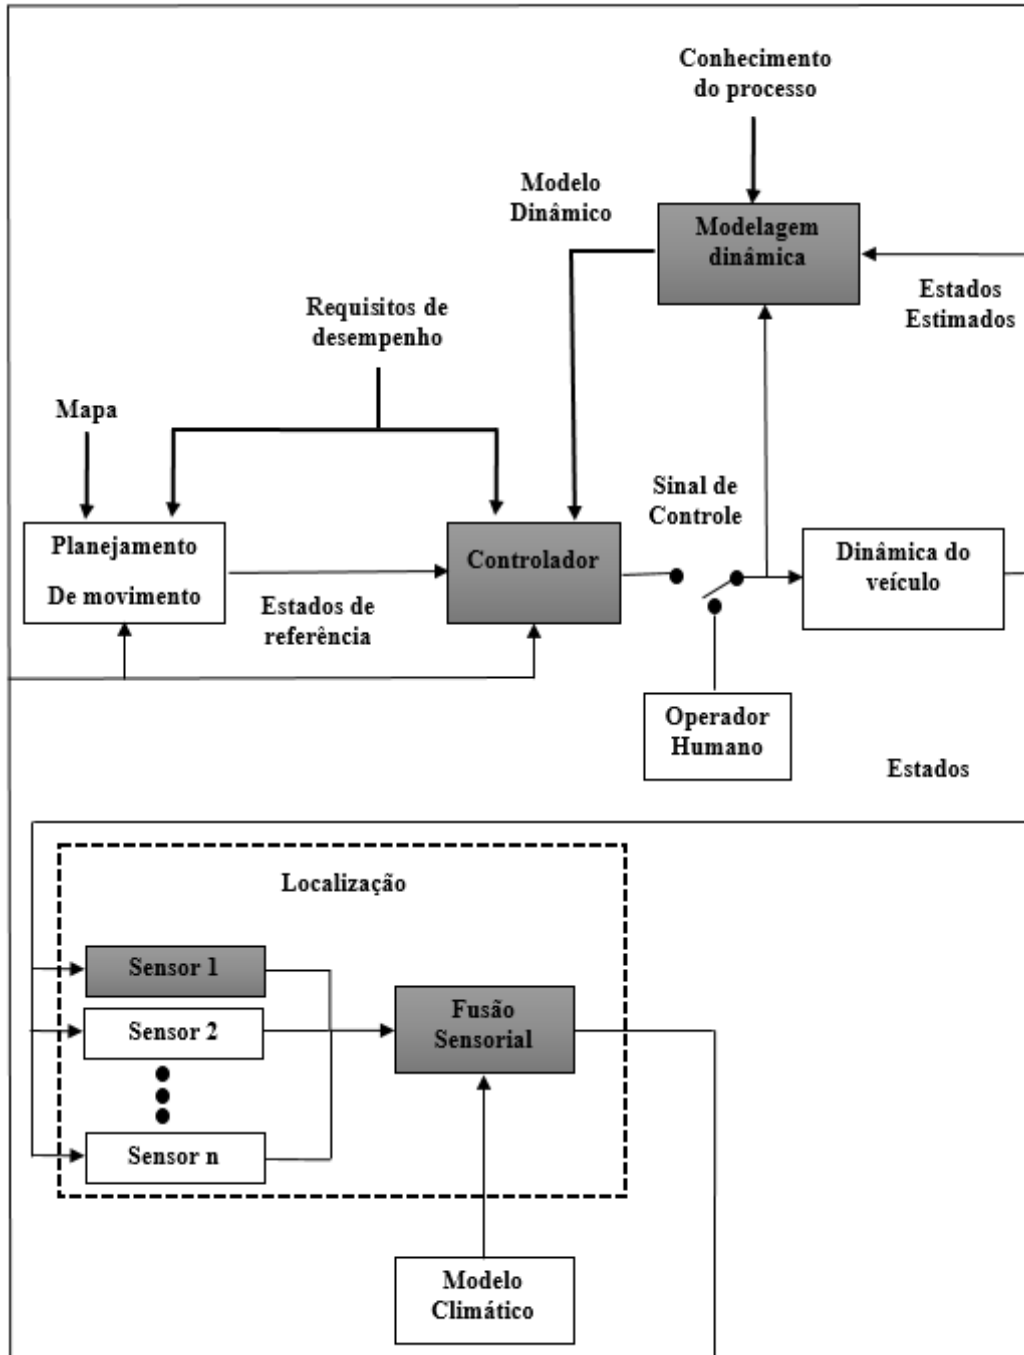 Conhecimento
do processo
Modelo
Dinâmico
Modelagem
dinâmica
Estados
Estimados
Requisitos de
desempenho
Mapa
Sinal de
Controle
Planejamento
De movimento
Controlador
Dinâmica do
veículo
Estados de
referência
Operador
Humano
Estados
Localização
Sensor 1
Sensor 2
Sensor n
Fusão
Sensorial
Modelo
Climático